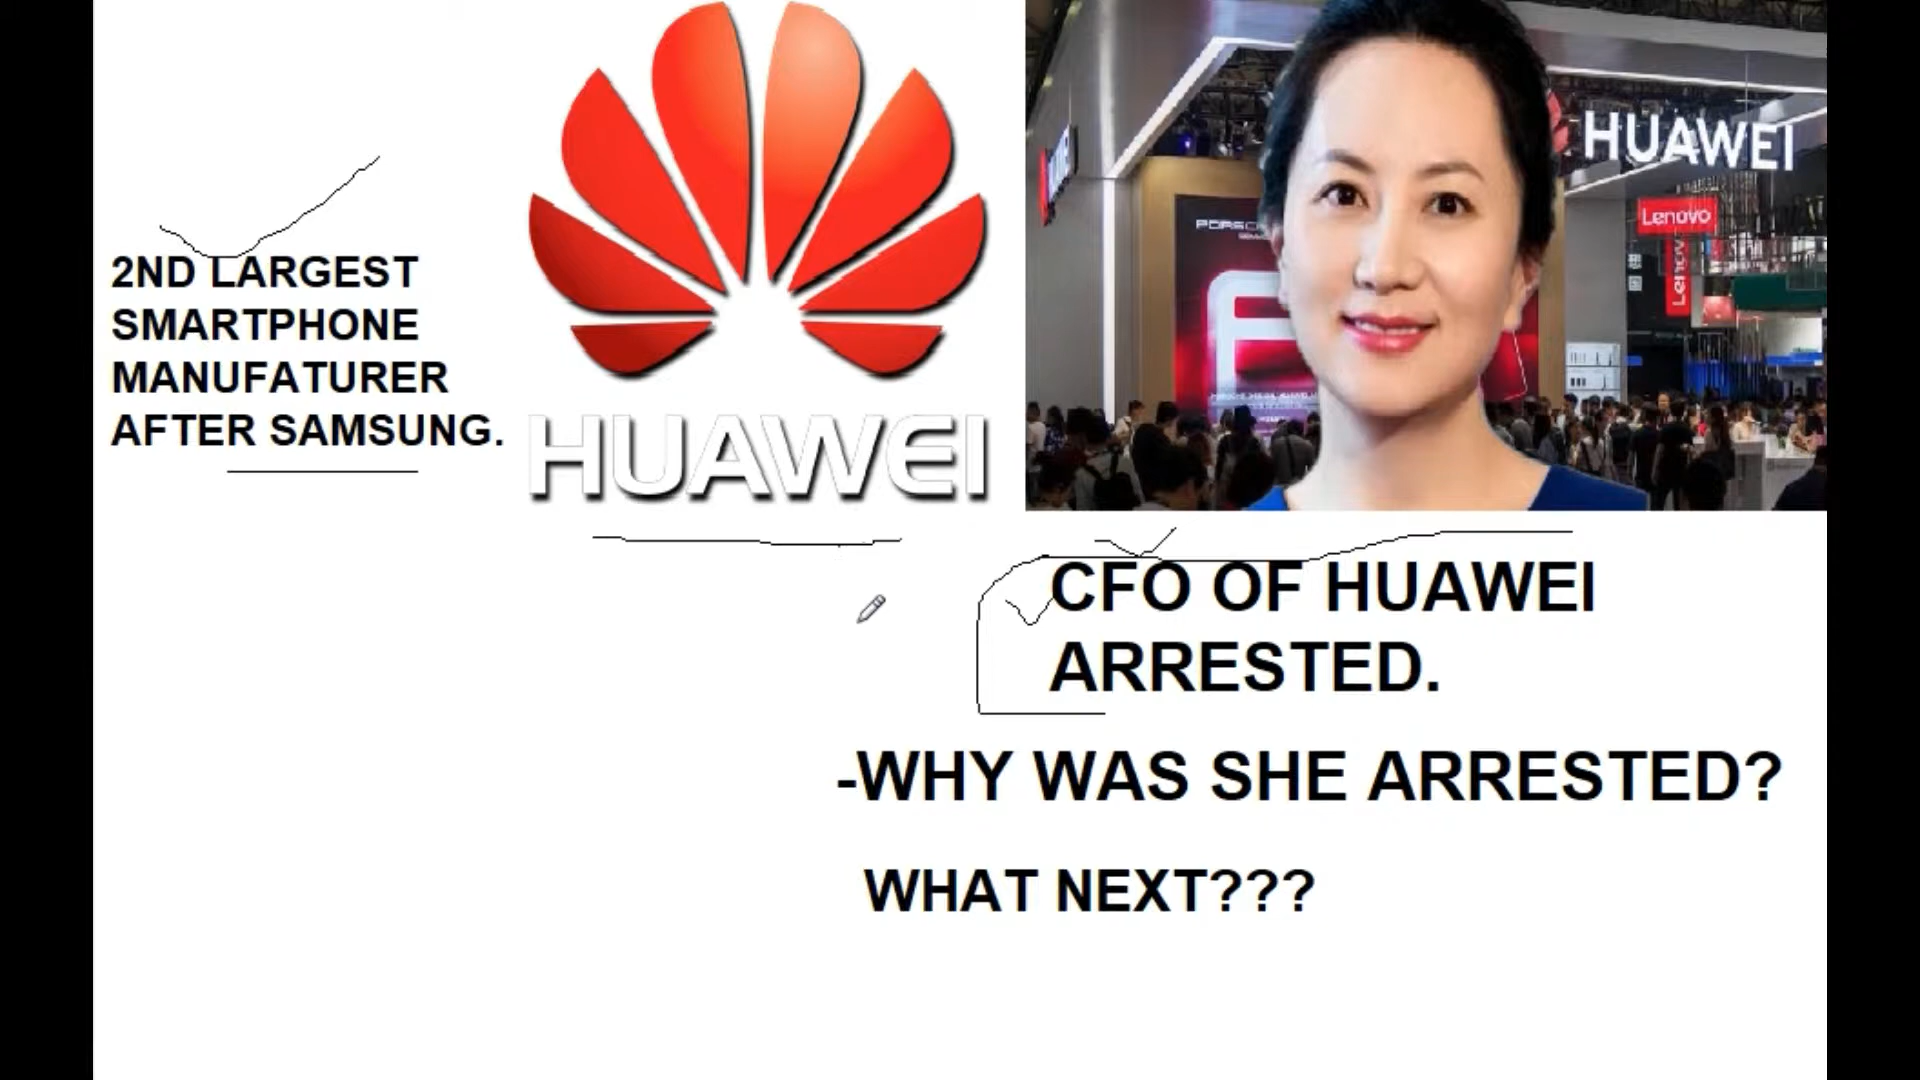 2ND LARGEST
SMARTPHONE
MANUFATURER
AFTER SAMSUNG.
HUAWEI
HUAWEI
Lenovo
Lenovo
CFO OF HUAWEI
ARRESTED.
-WHY WAS SHE ARRESTED?
WHAT NEXT???